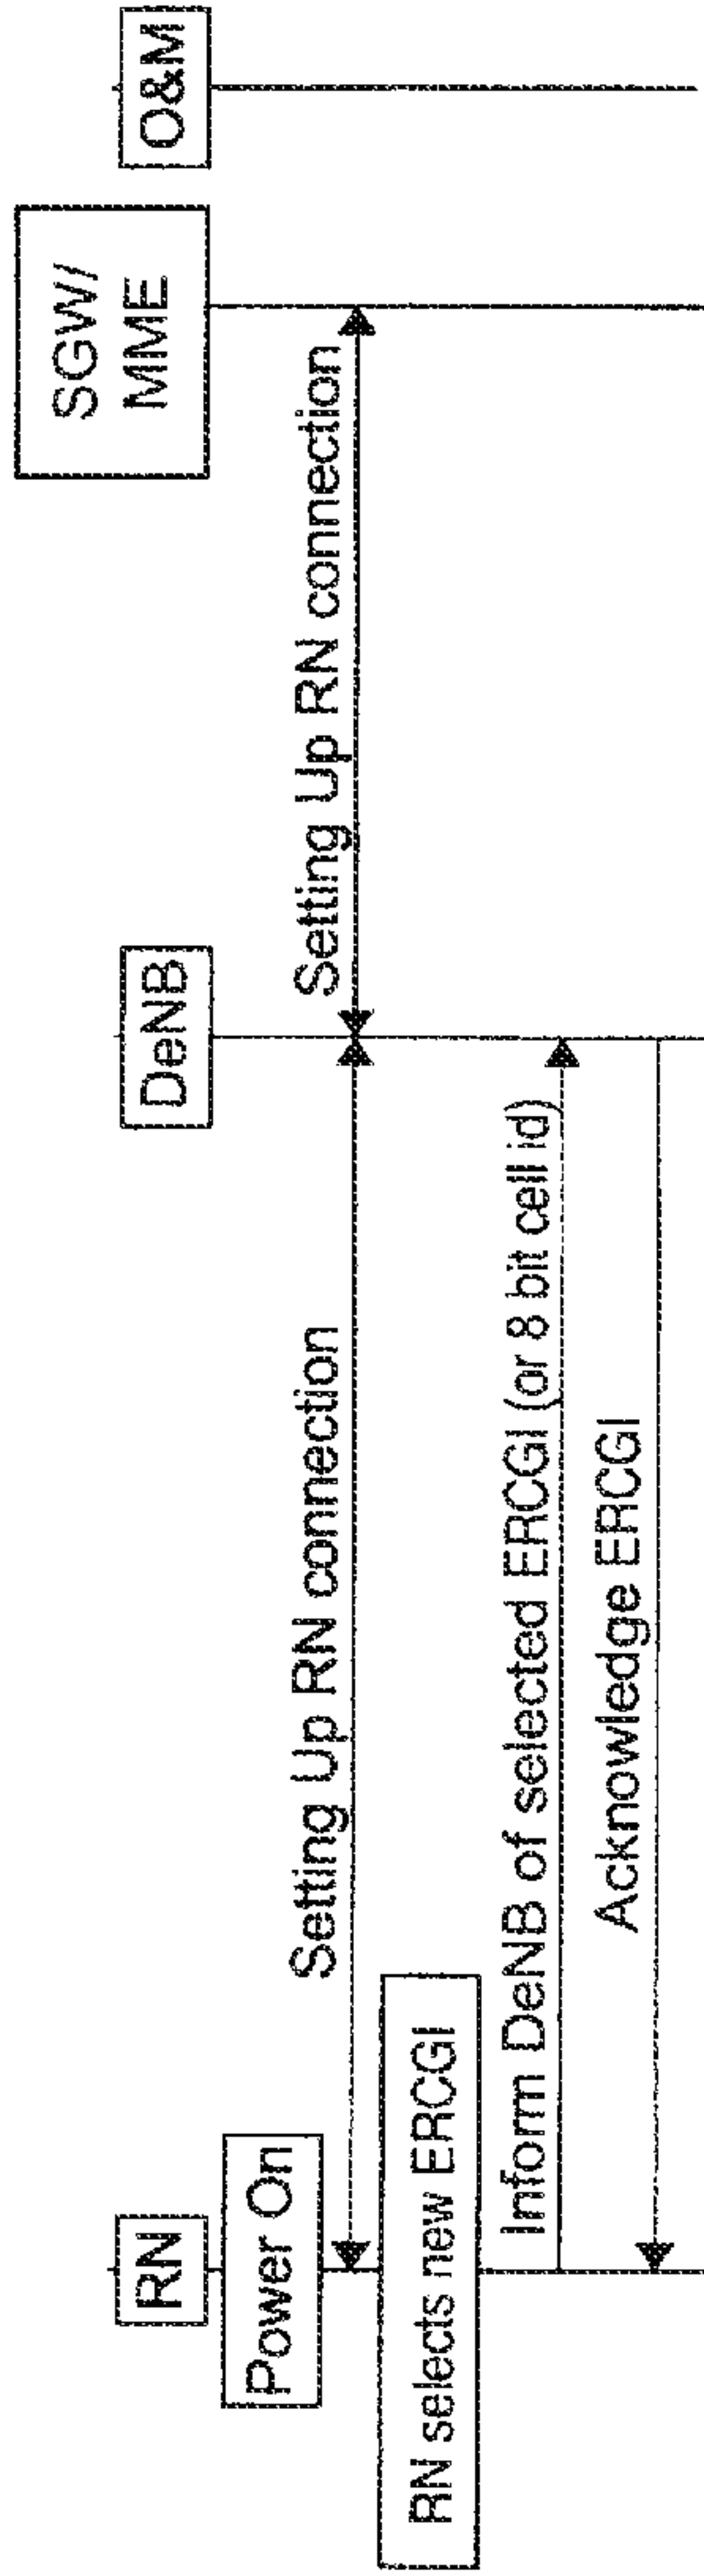 RN
DeNB
SGW/
MME
O&M
Power On
Setting Up RN connection
Setting Up RN connection
RN selects new ERCGI
Inform DeNB of selected ERCGI (or 8 bit cell id)
Acknowledge ERCGI